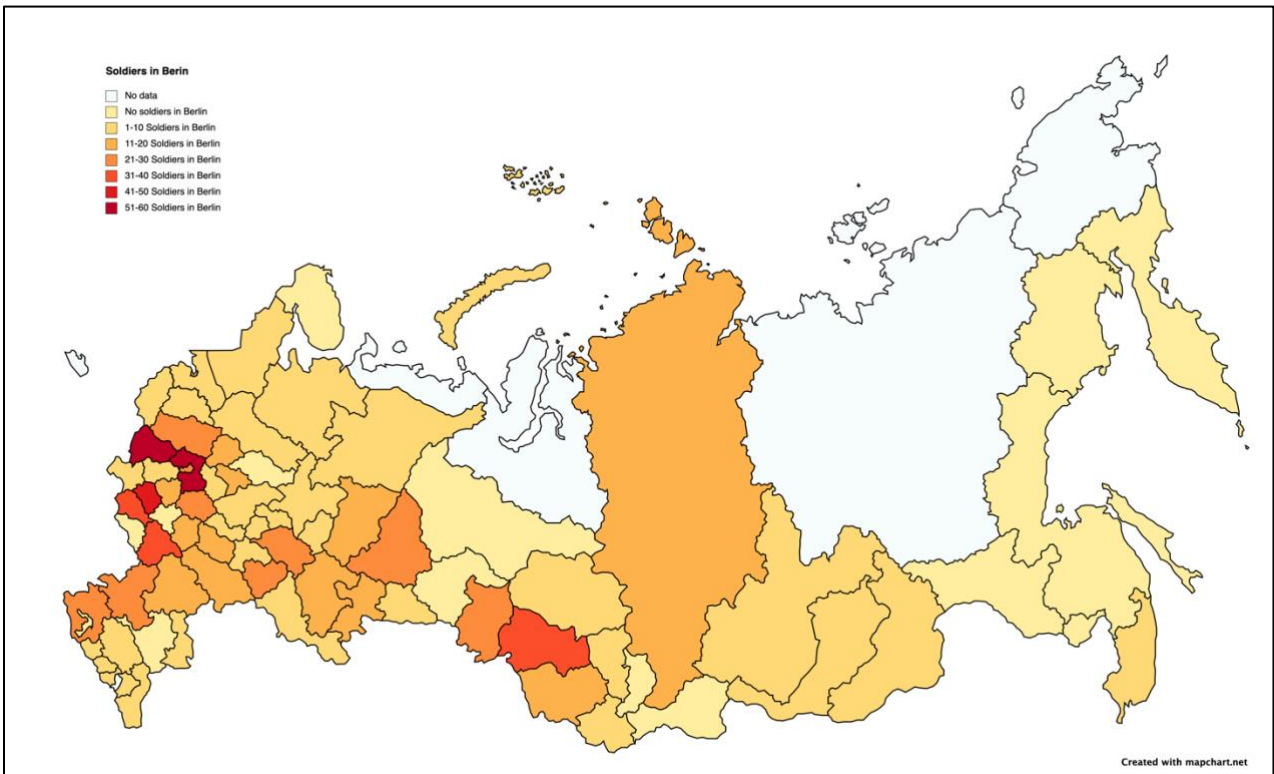 Soldiers in Berin
No data
No soldiers in Berlin
1-10 Soldiers in Berlin
11-20 Soldiers in Berlin
21-30 Soldiers in Berlin
31-40 Soldiers in Berlin
41-50 Soldiers in Berlin
51-60 Soldiers in Berlin
Created with mapchart.net